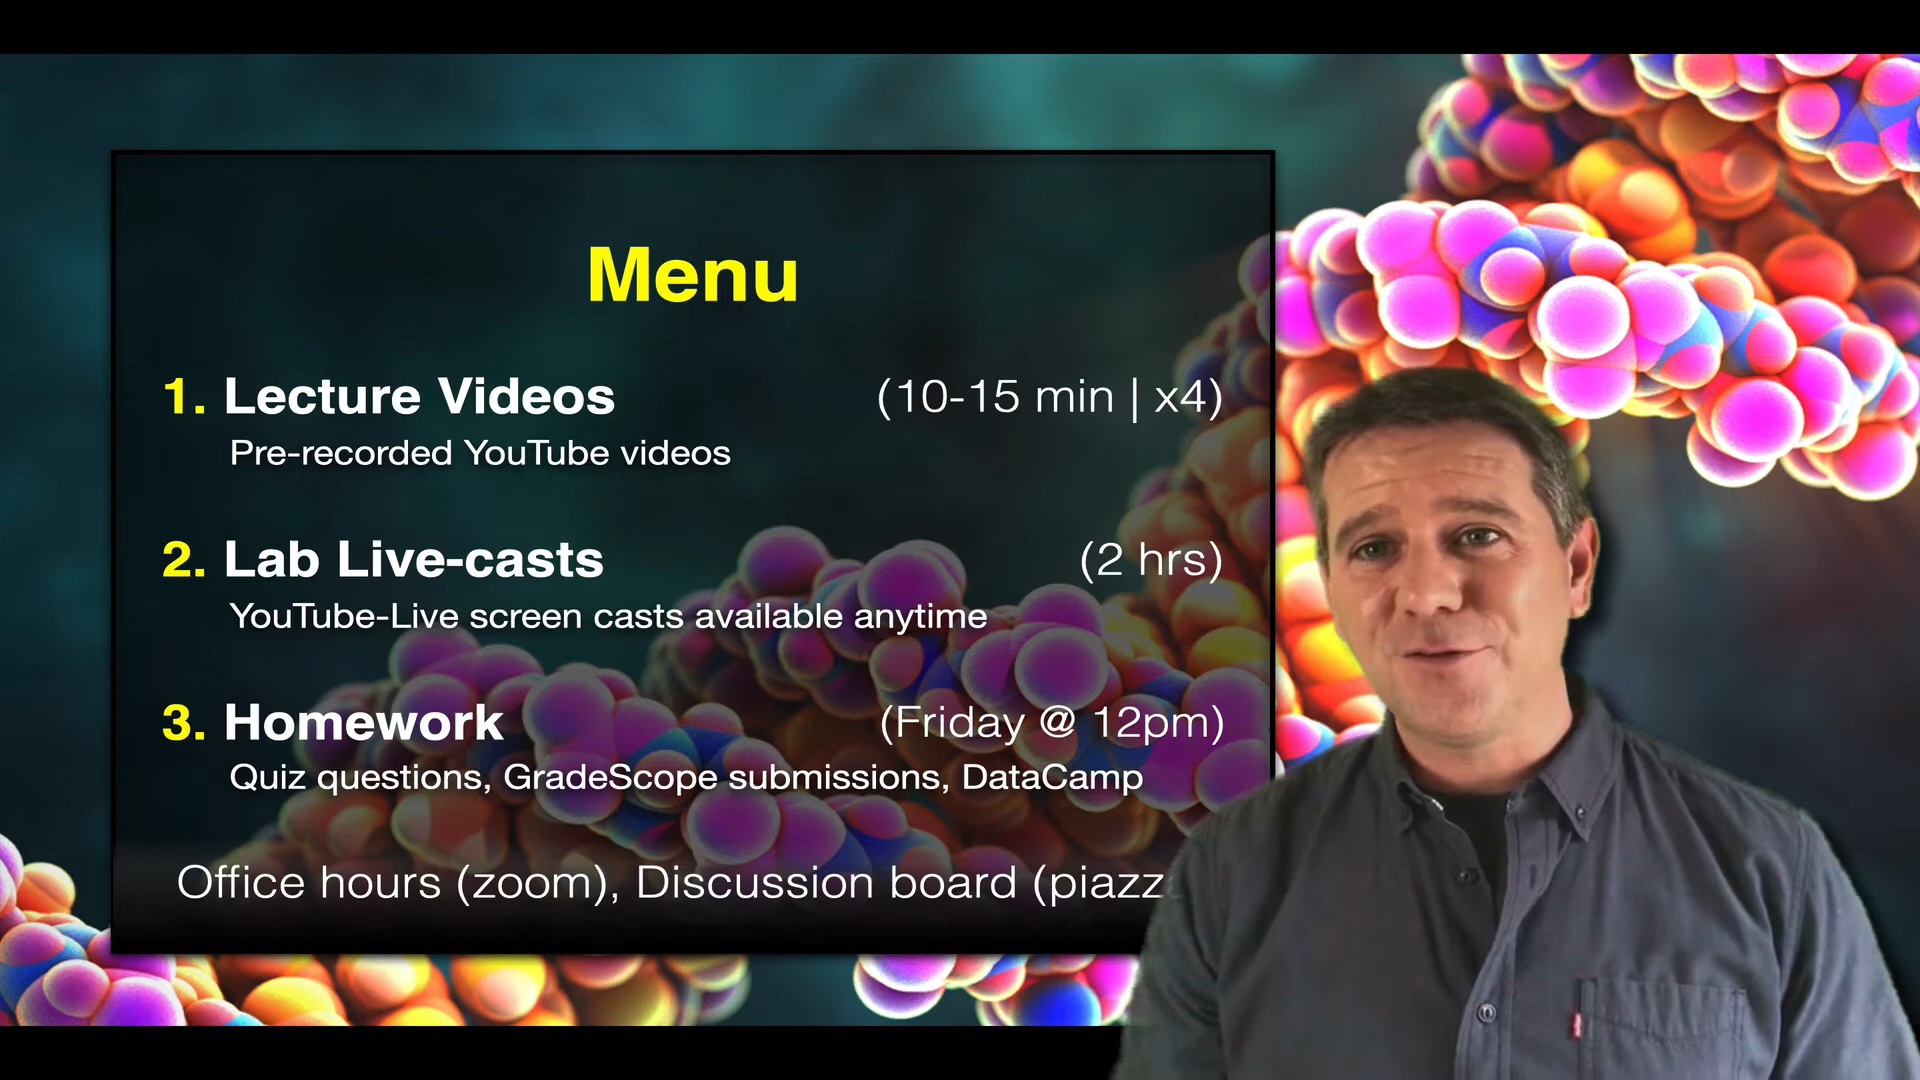 Menu
1. Lecture Videos (10-15 min | x4)
Pre-recorded YouTube videos
2. Lab Live-casts (2 hrs)
YouTube-Live screen casts available anytime
3. Homework (Friday @ 12pm)
Quiz questions, GradeScope submissions, DataCamp
Office hours (zoom), Discussion board (piazz